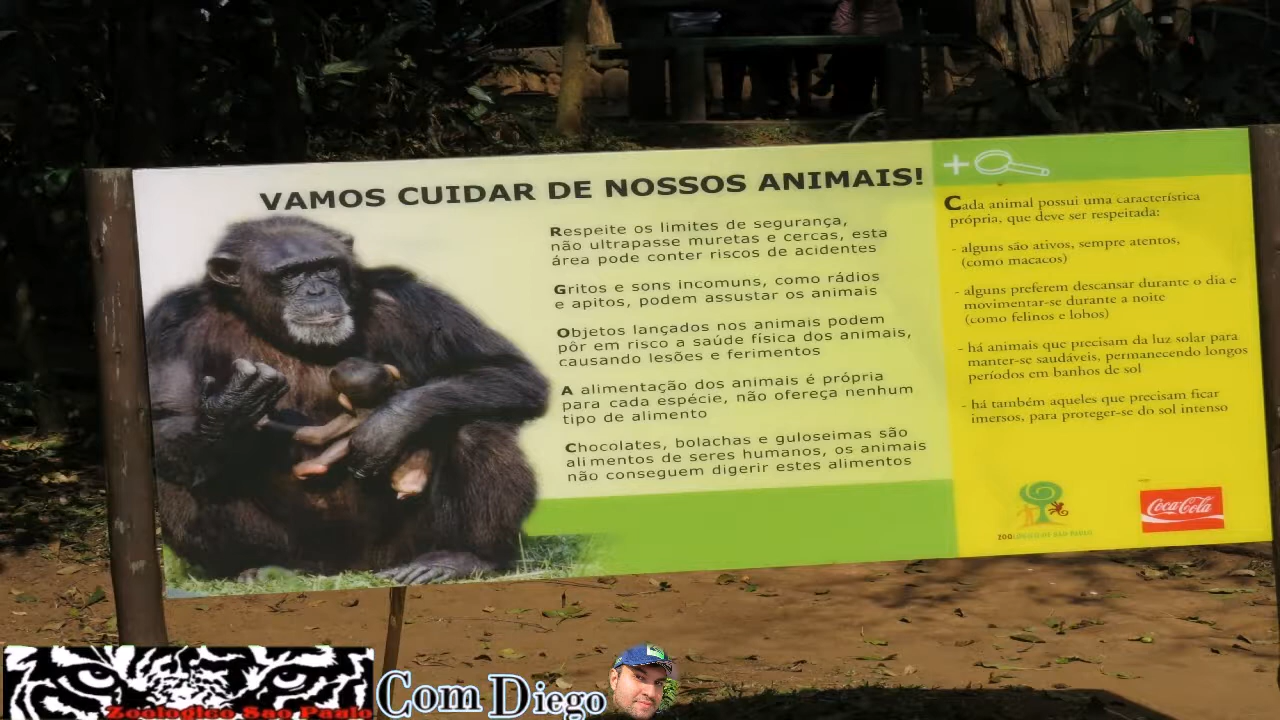 VAMOS CUIDAR DE NOSSOS ANIMAIS!
Respeite os limites de segurança,
não ultrapasse muretas e cercas, esta
área pode conter riscos de acidentes
Gritos e sons incomuns, como rádios
e apitos, podem assustar os animais
Objetos lançados nos animais podem
pôr em risco a saúde física dos animais,
causando lesões e ferimentos
A alimentação dos animais é própria
para cada espécie, não ofereça nenhum
tipo de alimento
Chocolates, bolachas e guloseimas são
alimentos de seres humanos, os animais
não conseguem digerir estes alimentos
+
Cada animal possui uma característica
própria, que deve ser respeitada:
- alguns são ativos, sempre atentos,
(como macacos)
- alguns preferem descansar durante o dia e
movimentar-se durante a noite
(como felinos e lobos)
- há animais que precisam da luz solar para
manter-se saudáveis, permanecendo longos
períodos em banhos de sol
- há também aqueles que precisam ficar
imersos, para proteger-se do sol intenso
ZOOLÓGICO DE SÃO PAULO
Coca-Cola
Zoologico Sao Paulo
Com Diego